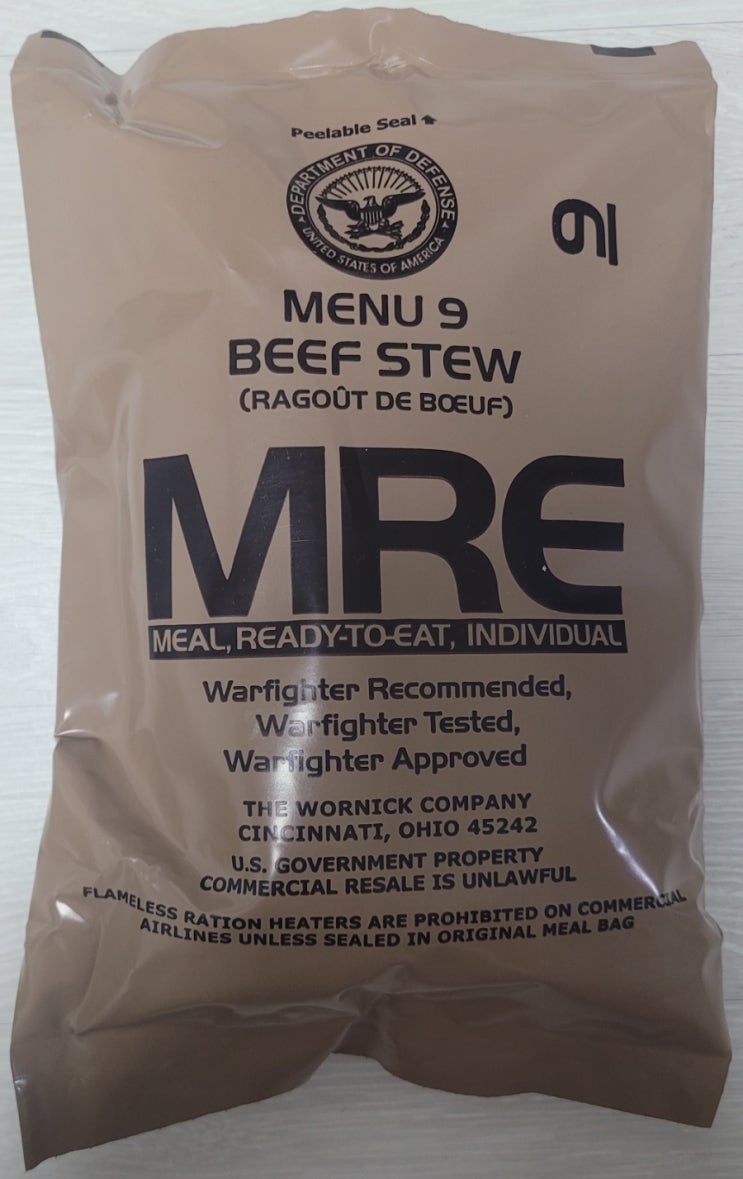 Peelable Seal ↑
DEPARTMENT OF DEFENSE
UNITED STATES OF AMERICA
9
MENU 9
BEEF STEW
(RAGOÛT DE BŒUF)
MRE
MEAL, READY-TO-EAT, INDIVIDUAL
Warfighter Recommended,
Warfighter Tested,
Warfighter Approved
THE WORNICK COMPANY
CINCINNATI, OHIO 45242
U.S. GOVERNMENT PROPERTY
COMMERCIAL RESALE IS UNLAWFUL
FLAMELESS RATION HEATERS ARE PROHIBITED ON COMMERCIAL
AIRLINES UNLESS SEALED IN ORIGINAL MEAL BAG